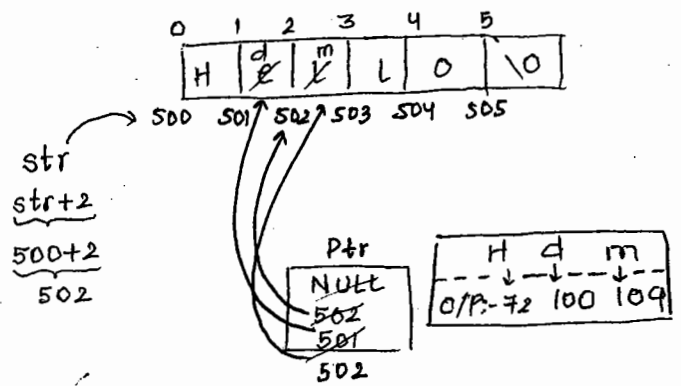 0 1 2 3 4 5
d m
H e l l O \0
500 501 502 503 504 505
str
str+2
500+2
502
Ptr
NULL
502
501
502
H d m
O/P:- 72 100 109